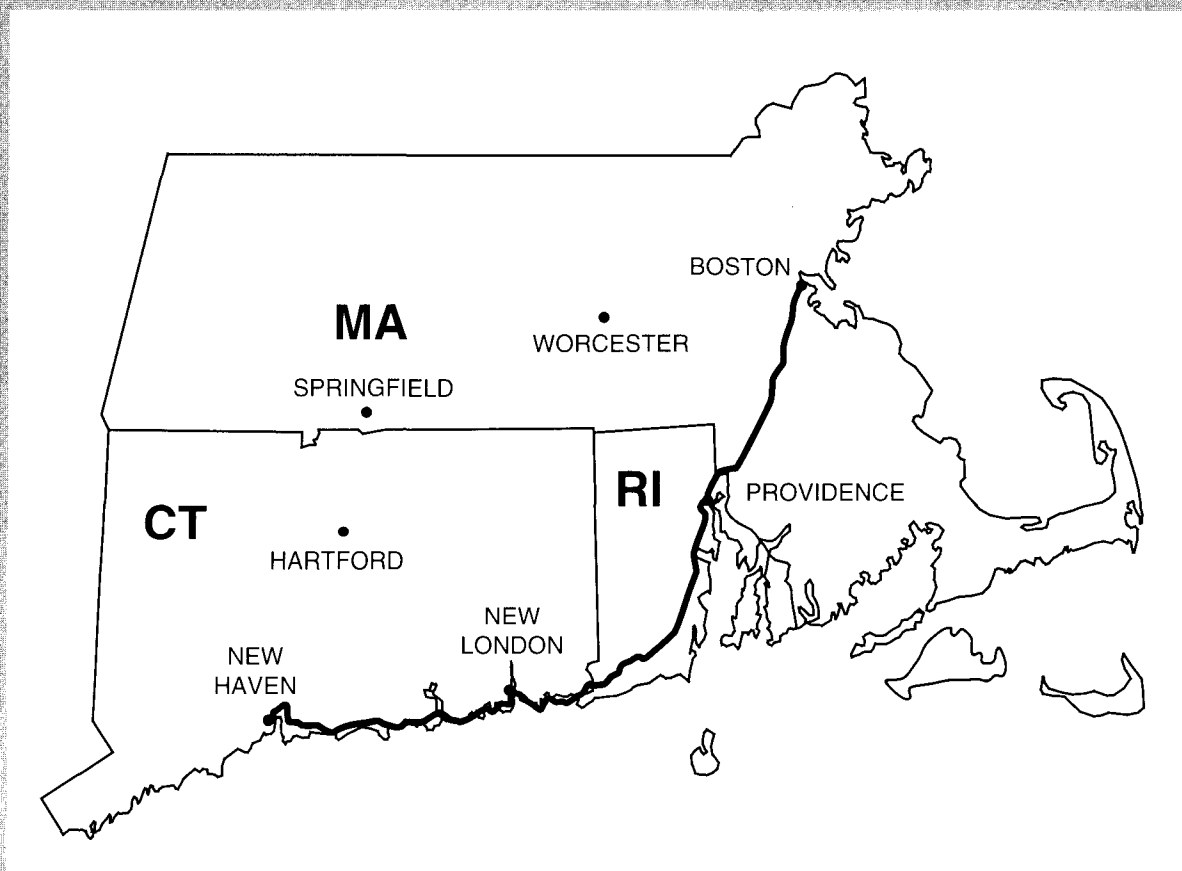 BOSTON
MA
WORCESTER
SPRINGFIELD
RI
PROVIDENCE
CT
HARTFORD
NEW
LONDON
NEW
HAVEN